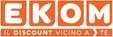 EKOM
IL DISCOUNT VICINO A TE